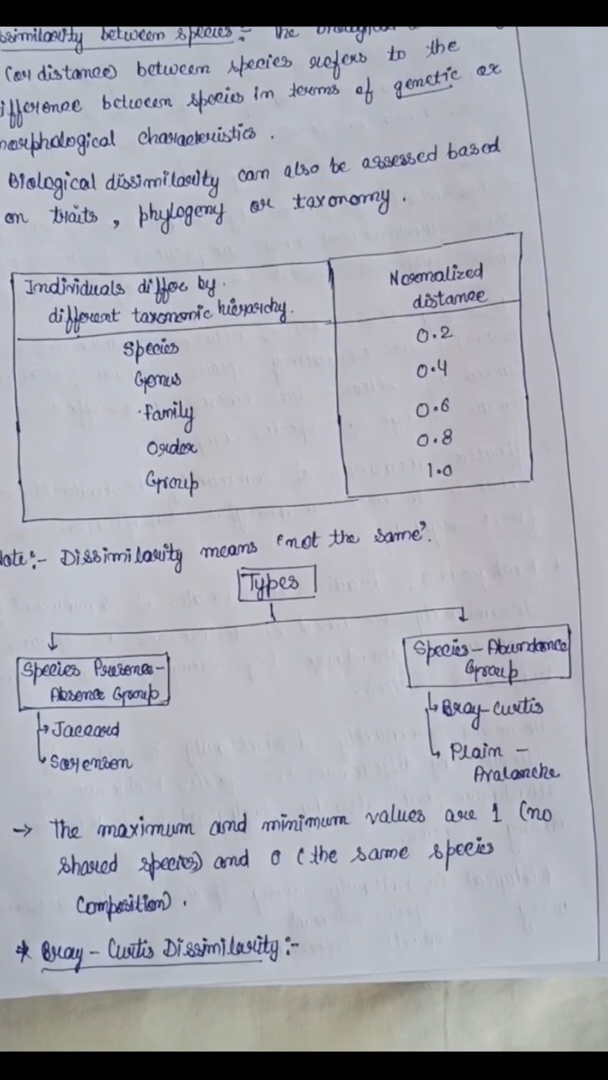 ssimilarity between species:- The biological
(or distance) between species refers to the
ifference between species in terms of genetic or
morphological characteristics.
Biological dissimilarity can also be assessed based
on traits, phylogeny or taxonomy.
Individuals differ by
different taxonomic hierarchy.
Normalized
distance
Species 0.2
Genus 0.4
Family 0.6
Order 0.8
Group 1.0
Note:- Dissimilarity means 'not the same'.
Types
Species Presence-
Absence Group
Jaccard
Sorenson
Species-Abundance
Group
Bray-Curtis
Plain -
Avalanche
→ The maximum and minimum values are 1 (no
shared species) and 0 (the same species
Composition).
* Bray-Curtis Dissimilarity:-